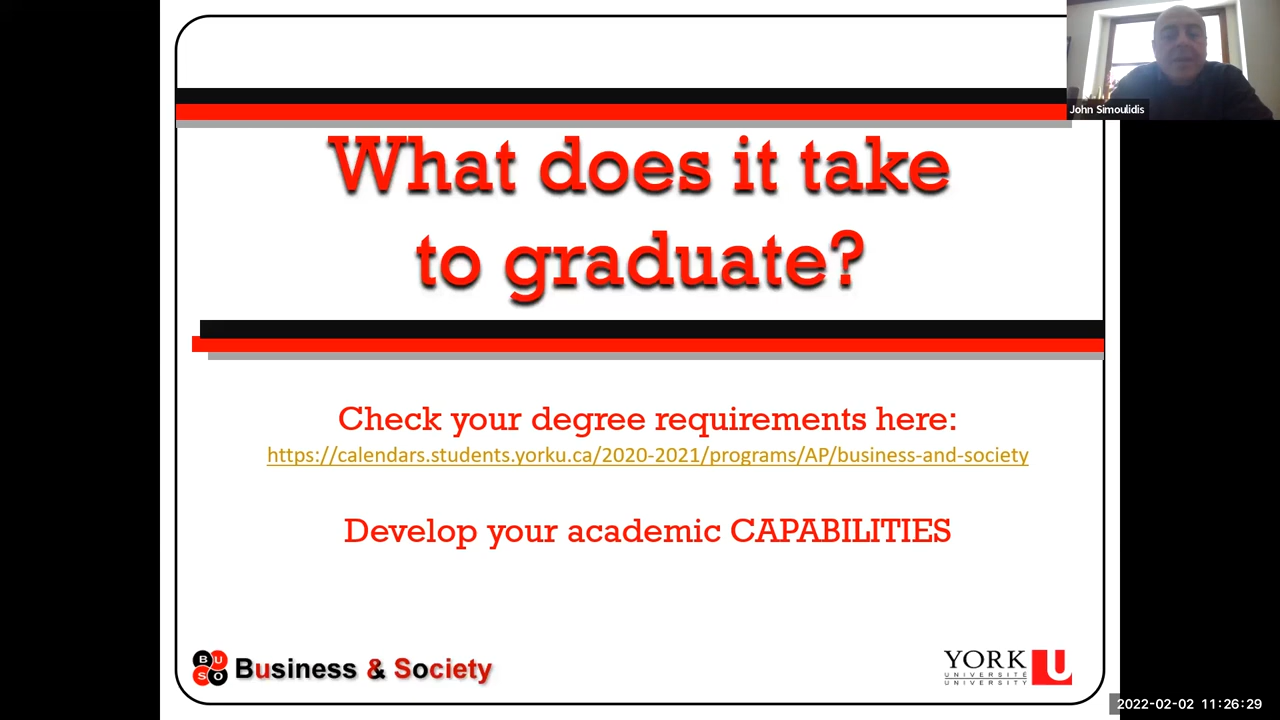 John Simoulidis
What does it take
to graduate?
Check your degree requirements here:
https://calendars.students.yorku.ca/2020-2021/programs/AP/business-and-society
Develop your academic CAPABILITIES
B U
S O
Business & Society
YORK U
UNIVERSITÉ
UNIVERSITY
2022-02-02 11:26:29